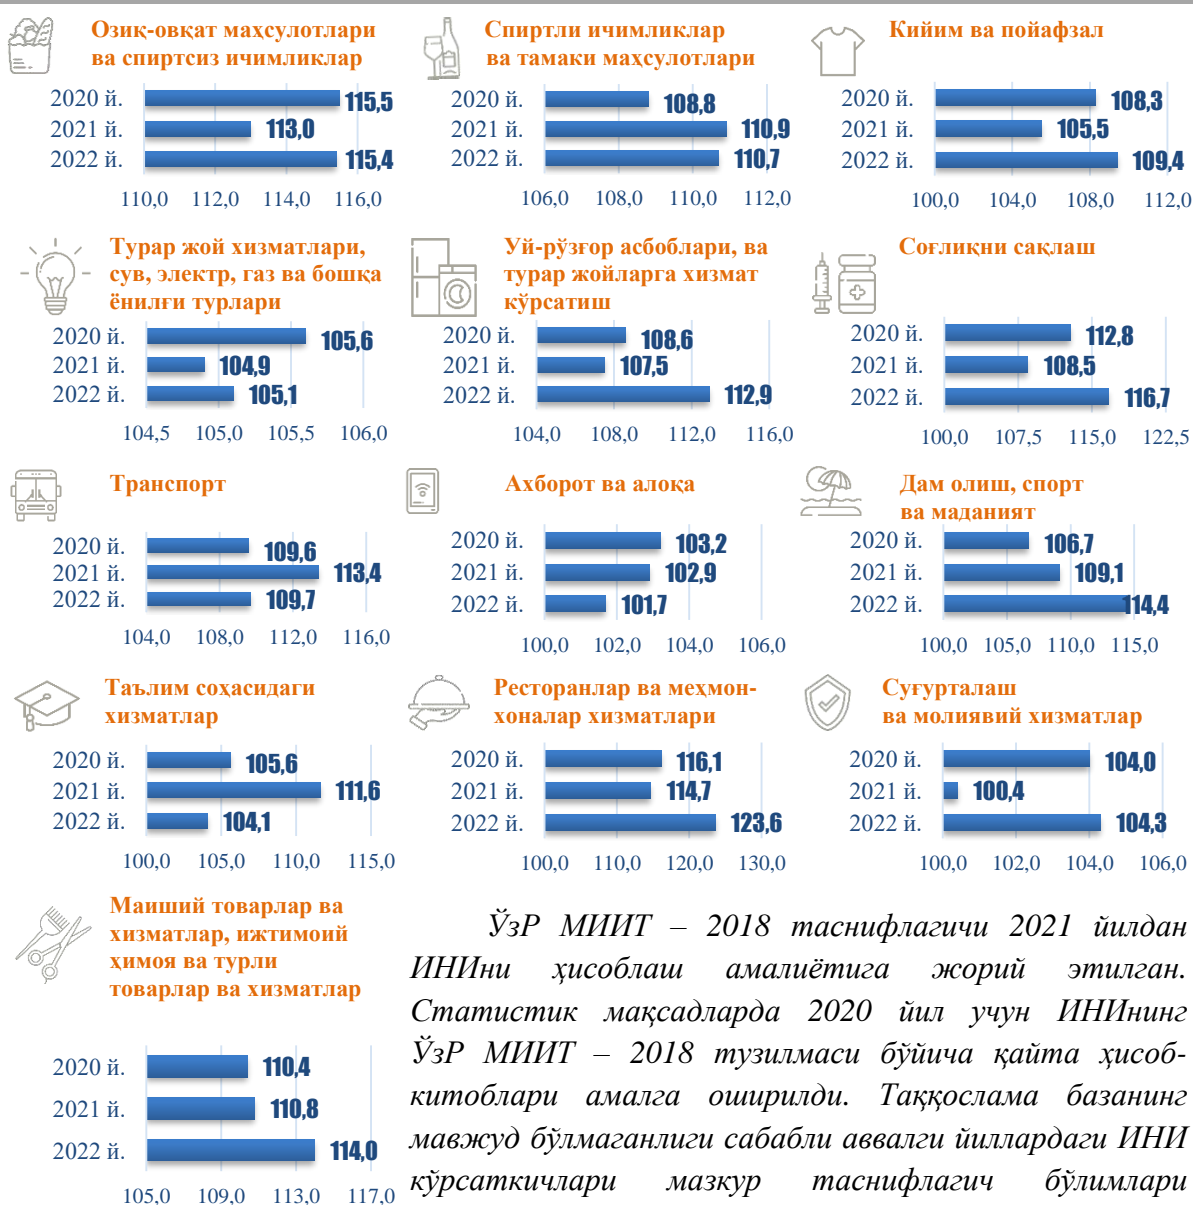 Озиқ-овқат маҳсулотлари
ва спиртсиз ичимликлар
2020 й. 115,5
2021 й. 113,0
2022 й. 115,4
110,0 112,0 114,0 116,0
Спиртли ичимликлар
ва тамаки маҳсулотлари
2020 й. 108,8
2021 й. 110,9
2022 й. 110,7
106,0 108,0 110,0 112,0
Кийим ва пойафзал
2020 й. 108,3
2021 й. 105,5
2022 й. 109,4
100,0 104,0 108,0 112,0
Турар жой хизматлари,
сув, электр, газ ва бошқа
ёнилғи турлари
2020 й. 105,6
2021 й. 104,9
2022 й. 105,1
104,5 105,0 105,5 106,0
Уй-рўзғор асбоблари, ва
турар жойларга хизмат
кўрсатиш
2020 й. 108,6
2021 й. 107,5
2022 й. 112,9
104,0 108,0 112,0 116,0
Соғлиқни сақлаш
2020 й. 112,8
2021 й. 108,5
2022 й. 116,7
100,0 107,5 115,0 122,5
Транспорт
2020 й. 109,6
2021 й. 113,4
2022 й. 109,7
104,0 108,0 112,0 116,0
Ахборот ва алоқа
2020 й. 103,2
2021 й. 102,9
2022 й. 101,7
100,0 102,0 104,0 106,0
Дам олиш, спорт
ва маданият
2020 й. 106,7
2021 й. 109,1
2022 й. 114,4
100,0 105,0 110,0 115,0
Таълим соҳасидаги
хизматлар
2020 й. 105,6
2021 й. 111,6
2022 й. 104,1
100,0 105,0 110,0 115,0
Ресторанлар ва меҳмон-
хоналар хизматлари
2020 й. 116,1
2021 й. 114,7
2022 й. 123,6
100,0 110,0 120,0 130,0
Суғурталаш
ва молиявий хизматлар
2020 й. 104,0
2021 й. 100,4
2022 й. 104,3
100,0 102,0 104,0 106,0
Маиший товарлар ва
хизматлар, ижтимоий
ҳимоя ва турли
товарлар ва хизматлар
2020 й. 110,4
2021 й. 110,8
2022 й. 114,0
105,0 109,0 113,0 117,0
ЎзР МИИТ – 2018 таснифлагичи 2021 йилдан
ИНИни ҳисоблаш амалиётига жорий этилган.
Статистик мақсадларда 2020 йил учун ИНИнинг
ЎзР МИИТ – 2018 тузилмаси бўйича қайта ҳисоб-
китоблари амалга оширилди. Таққослама базанинг
мавжуд бўлмаганлиги сабабли аввалги йиллардаги ИНИ
кўрсаткичлари мазкур таснифлагич бўлимлари